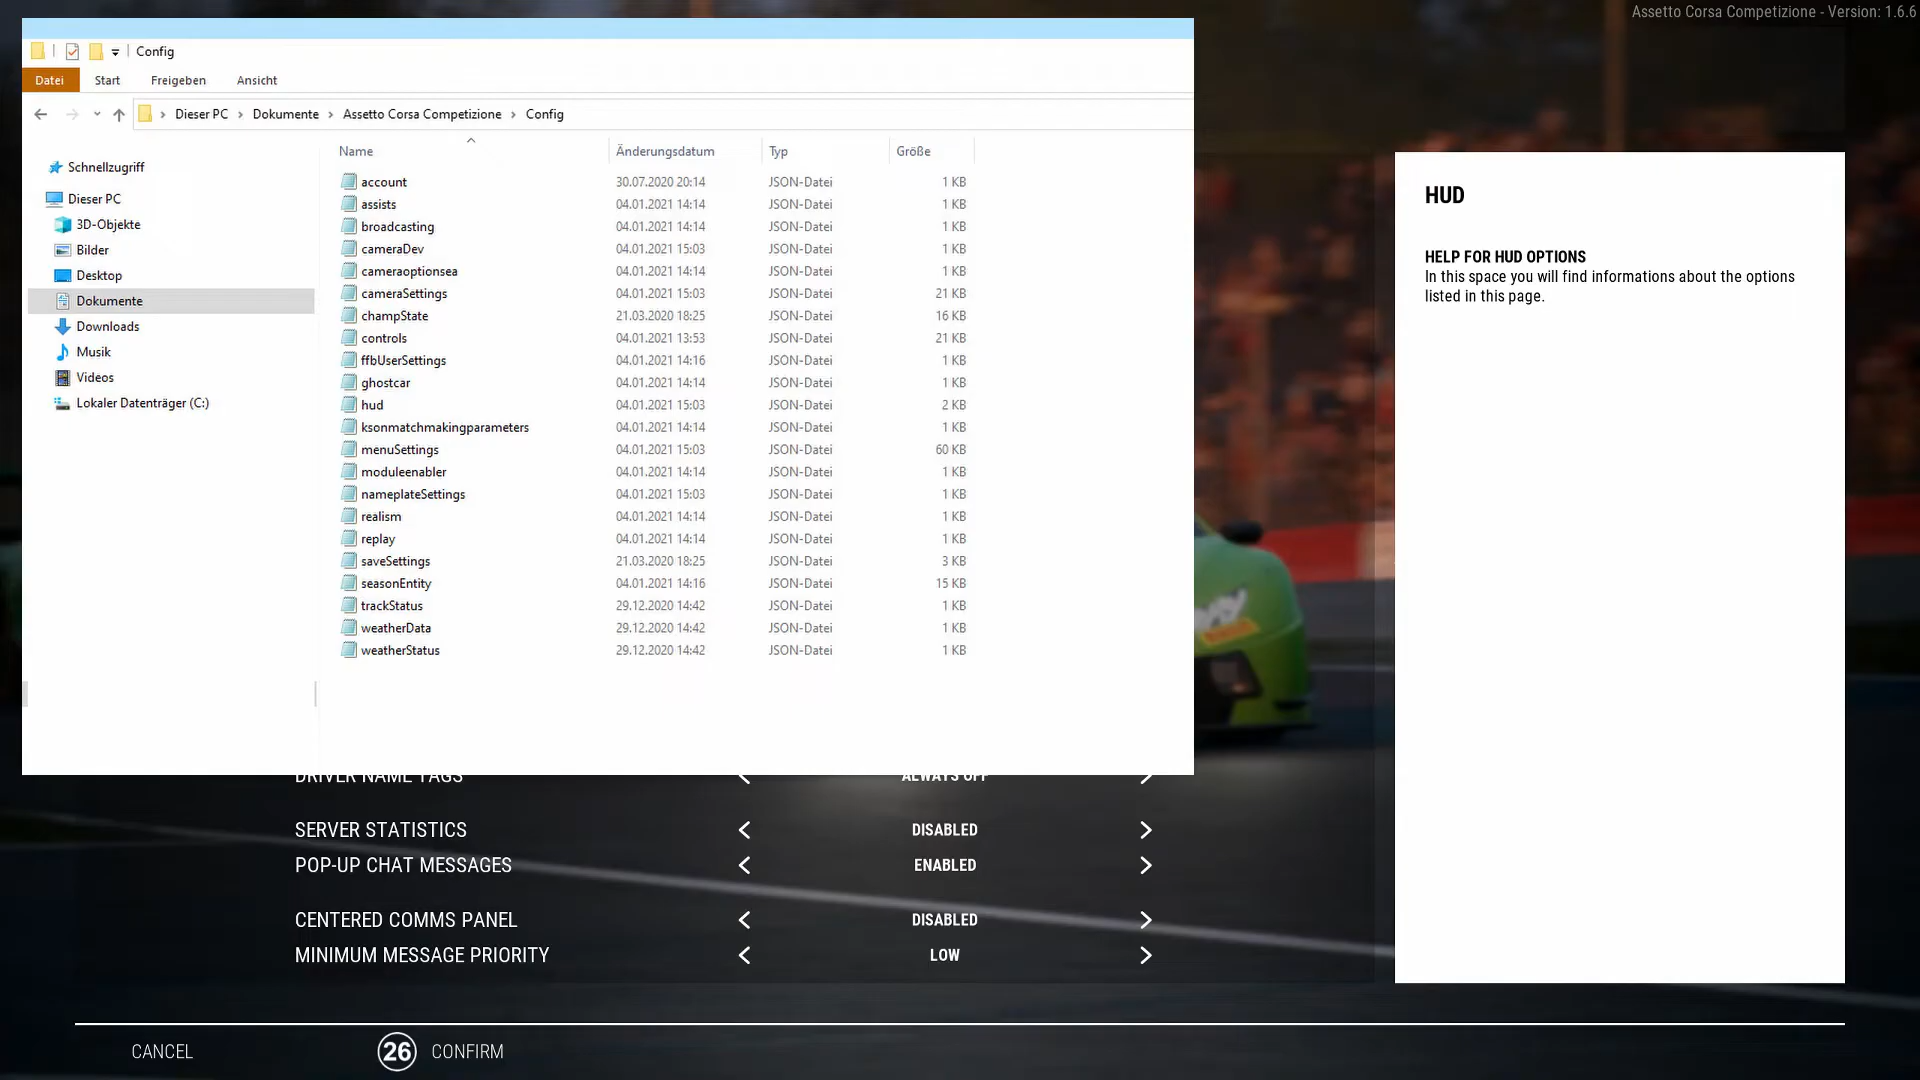 Assetto Corsa Competizione - Version: 1.6.6
Config
Datei Start Freigeben Ansicht
Dieser PC > Dokumente > Assetto Corsa Competizione > Config
Name Änderungsdatum Typ Größe
Schnellzugriff
Dieser PC
3D-Objekte
Bilder
Desktop
Dokumente
Downloads
Musik
Videos
Lokaler Datenträger (C:)
account 30.07.2020 20:14 JSON-Datei 1 KB
assists 04.01.2021 14:14 JSON-Datei 1 KB
broadcasting 04.01.2021 14:14 JSON-Datei 1 KB
cameraDev 04.01.2021 15:03 JSON-Datei 1 KB
cameraoptionsea 04.01.2021 14:14 JSON-Datei 1 KB
cameraSettings 04.01.2021 15:03 JSON-Datei 21 KB
champState 21.03.2020 18:25 JSON-Datei 16 KB
controls 04.01.2021 13:53 JSON-Datei 21 KB
ffbUserSettings 04.01.2021 14:16 JSON-Datei 1 KB
ghostcar 04.01.2021 14:14 JSON-Datei 1 KB
hud 04.01.2021 15:03 JSON-Datei 2 KB
ksonmatchmakingparameters 04.01.2021 14:14 JSON-Datei 1 KB
menuSettings 04.01.2021 15:03 JSON-Datei 60 KB
moduleenabler 04.01.2021 14:14 JSON-Datei 1 KB
nameplateSettings 04.01.2021 15:03 JSON-Datei 1 KB
realism 04.01.2021 14:14 JSON-Datei 1 KB
replay 04.01.2021 14:14 JSON-Datei 1 KB
saveSettings 21.03.2020 18:25 JSON-Datei 3 KB
seasonEntity 04.01.2021 14:16 JSON-Datei 15 KB
trackStatus 29.12.2020 14:42 JSON-Datei 1 KB
weatherData 29.12.2020 14:42 JSON-Datei 1 KB
weatherStatus 29.12.2020 14:42 JSON-Datei 1 KB
HUD
HELP FOR HUD OPTIONS
In this space you will find informations about the options
listed in this page.
DRIVER NAME TAGS ALWAYS OFF
SERVER STATISTICS DISABLED
POP-UP CHAT MESSAGES ENABLED
CENTERED COMMS PANEL DISABLED
MINIMUM MESSAGE PRIORITY LOW
CANCEL 26 CONFIRM